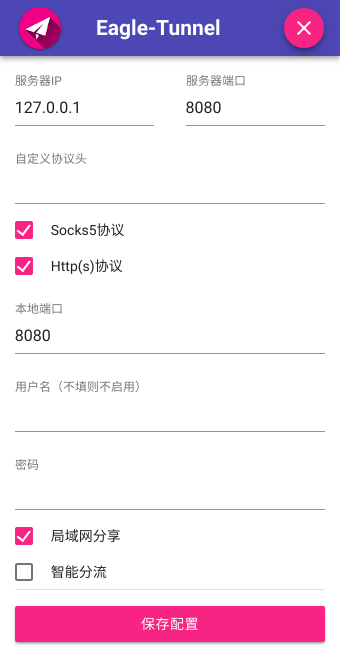 Eagle-Tunnel
服务器IP
服务器端口
127.0.0.1
8080
自定义协议头
Socks5协议
Http(s)协议
本地端口
8080
用户名（不填则不启用）
密码
局域网分享
智能分流
保存配置